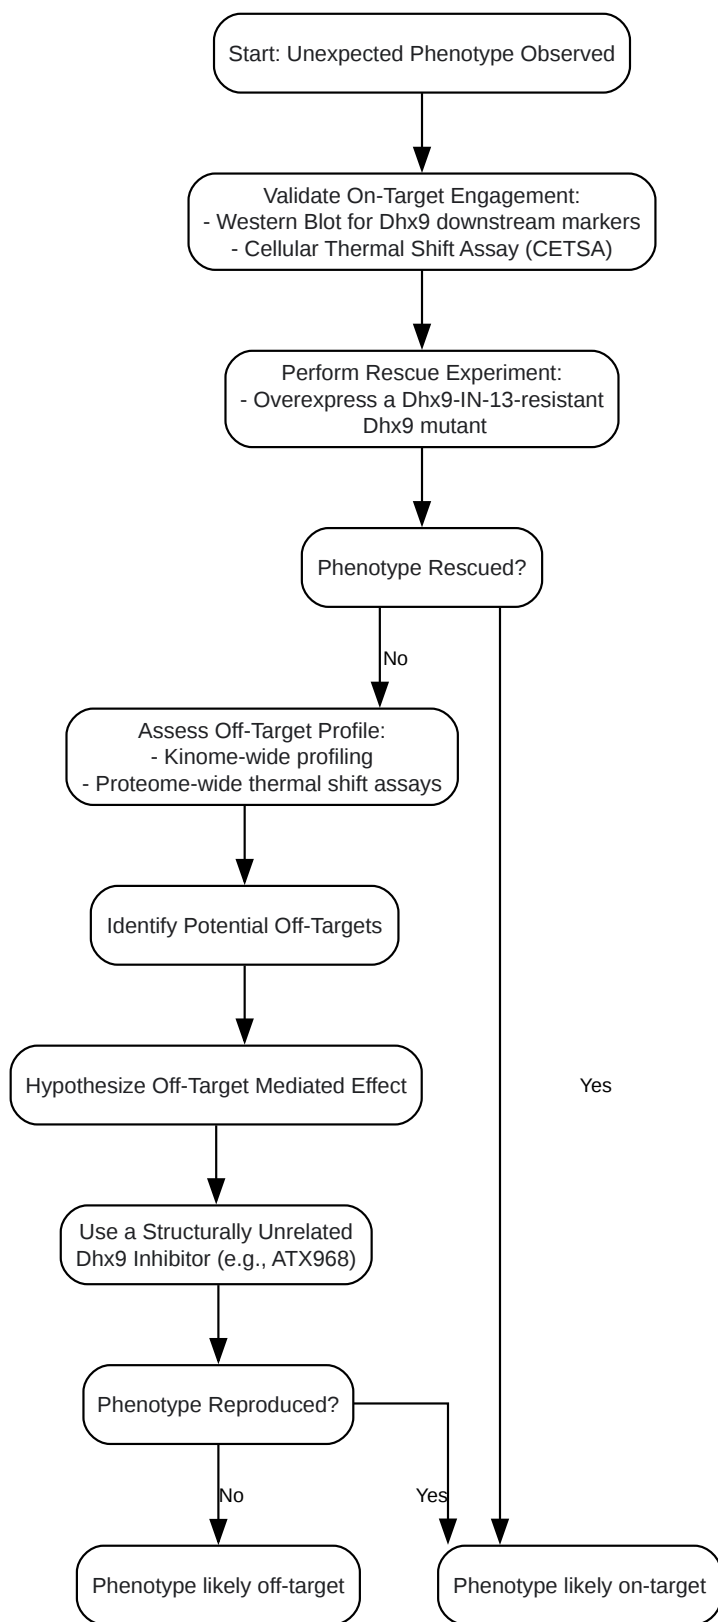 Start: Unexpected Phenotype Observed
Validate On-Target Engagement:
- Western Blot for Dhx9 downstream markers
- Cellular Thermal Shift Assay (CETSA)
Perform Rescue Experiment:
- Overexpress a Dhx9-IN-13-resistant
Dhx9 mutant
Phenotype Rescued?
No
Assess Off-Target Profile:
- Kinome-wide profiling
- Proteome-wide thermal shift assays
Identify Potential Off-Targets
Hypothesize Off-Target Mediated Effect
Yes
Use a Structurally Unrelated
Dhx9 Inhibitor (e.g., ATX968)
Phenotype Reproduced?
No
Yes
Phenotype likely off-target
Phenotype likely on-target